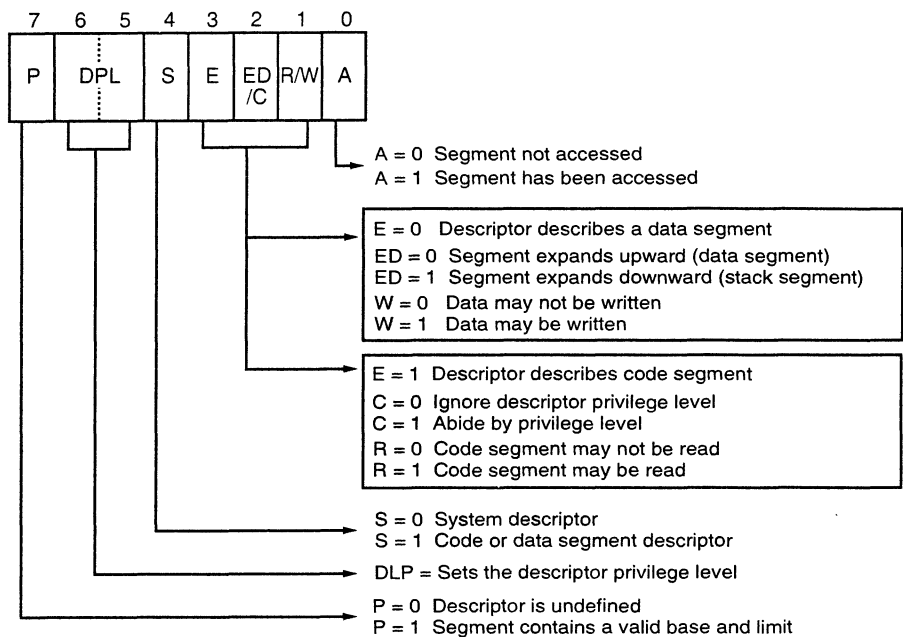 7 6 5 4 3 2 1 0
P DPL S E ED/C R/W A
A = 0 Segment not accessed
A = 1 Segment has been accessed
E = 0 Descriptor describes a data segment
ED = 0 Segment expands upward (data segment)
ED = 1 Segment expands downward (stack segment)
W = 0 Data may not be written
W = 1 Data may be written
E = 1 Descriptor describes code segment
C = 0 Ignore descriptor privilege level
C = 1 Abide by privilege level
R = 0 Code segment may not be read
R = 1 Code segment may be read
S = 0 System descriptor
S = 1 Code or data segment descriptor
DLP = Sets the descriptor privilege level
P = 0 Descriptor is undefined
P = 1 Segment contains a valid base and limit